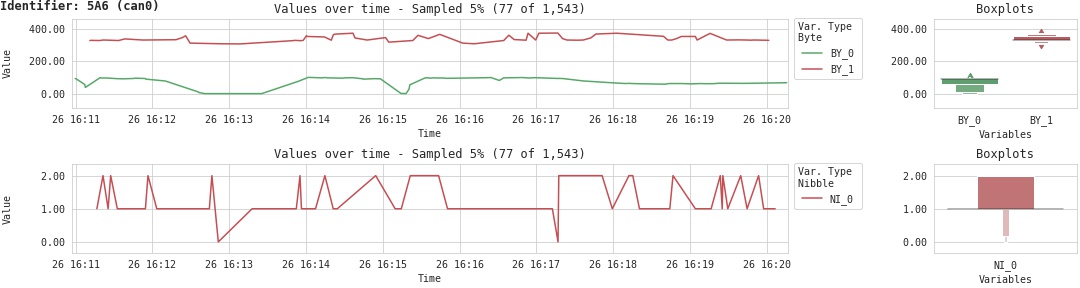 Identifier: 5A6 (can0)
Values over time - Sampled 5% (77 of 1,543)
Value
400.00
200.00
0.00
26 16:11 26 16:12 26 16:13 26 16:14 26 16:15 26 16:16 26 16:17 26 16:18 26 16:19 26 16:20
Time
Var. Type
Byte
BY_0
BY_1
Boxplots
400.00
200.00
0.00
BY_0 BY_1
Variables
Values over time - Sampled 5% (77 of 1,543)
Value
2.00
1.00
0.00
26 16:11 26 16:12 26 16:13 26 16:14 26 16:15 26 16:16 26 16:17 26 16:18 26 16:19 26 16:20
Time
Var. Type
Nibble
NI_0
Boxplots
2.00
1.00
0.00
NI_0
Variables